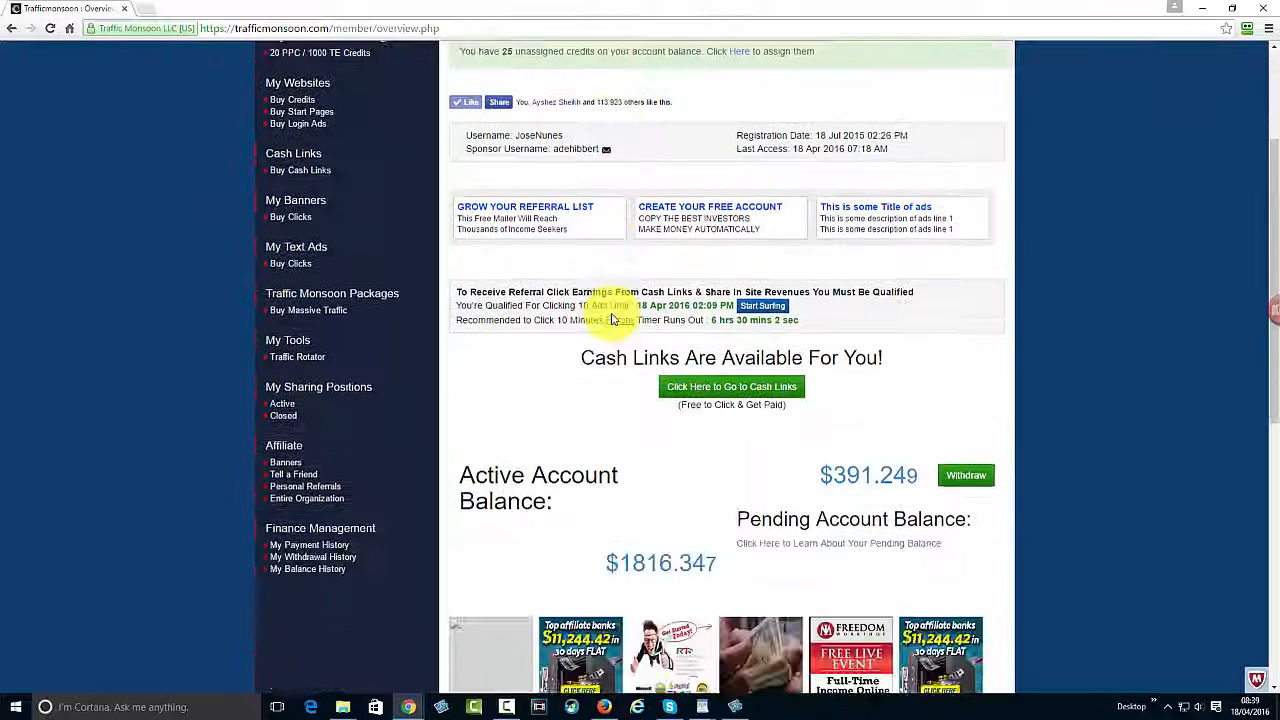 Trafficmonsoon : Overvie
Traffic Monsoon LLC [US]
https://trafficmonsoon.com/member/overview.php
20 PPC / 1000 TE Credits
My Websites
Buy Credits
Buy Start Pages
Buy Login Ads
Cash Links
Buy Cash Links
My Banners
Buy Clicks
My Text Ads
Buy Clicks
Traffic Monsoon Packages
Buy Massive Traffic
My Tools
Traffic Rotator
My Sharing Positions
Active
Closed
Affiliate
Banners
Tell a Friend
Personal Referrals
Entire Organization
Finance Management
My Payment History
My Withdrawal History
My Balance History
You have 25 unassigned credits on your account balance. Click Here to assign them
Like Share You, Ayshez Sheikh and 113,923 others like this.
Username: JoseNunes
Sponsor Username: adehibbert
Registration Date: 18 Jul 2015 02:26 PM
Last Access: 18 Apr 2016 07:18 AM
GROW YOUR REFERRAL LIST
This Free Mailer Will Reach
Thousands of Income Seekers
CREATE YOUR FREE ACCOUNT
COPY THE BEST INVESTORS
MAKE MONEY AUTOMATICALLY
This is some Title of ads
This is some description of ads line 1
This is some description of ads line 1
To Receive Referral Click Earnings From Cash Links & Share In Site Revenues You Must Be Qualified
You're Qualified For Clicking 10 Ads Until 18 Apr 2016 02:09 PM Start Surfing
Recommended to Click 10 Minutes Before Timer Runs Out : 6 hrs 30 mins 2 sec
Cash Links Are Available For You!
Click Here to Go to Cash Links
(Free to Click & Get Paid)
Active Account
Balance:
$391.249
Withdraw
Pending Account Balance:
Click Here to Learn About Your Pending Balance
$1816.347
Top affiliate banks
$11,244.42 in
30 days FLAT
CLICK HERE
Get Started
Today!
FREEDOM
FREE LIVE
EVENT
Full-Time
Income Online
Top affiliate banks
$11,244.42 in
30 days FLAT
CLICK HERE
I'm Cortana. Ask me anything.
Desktop
08:39
18/04/2016